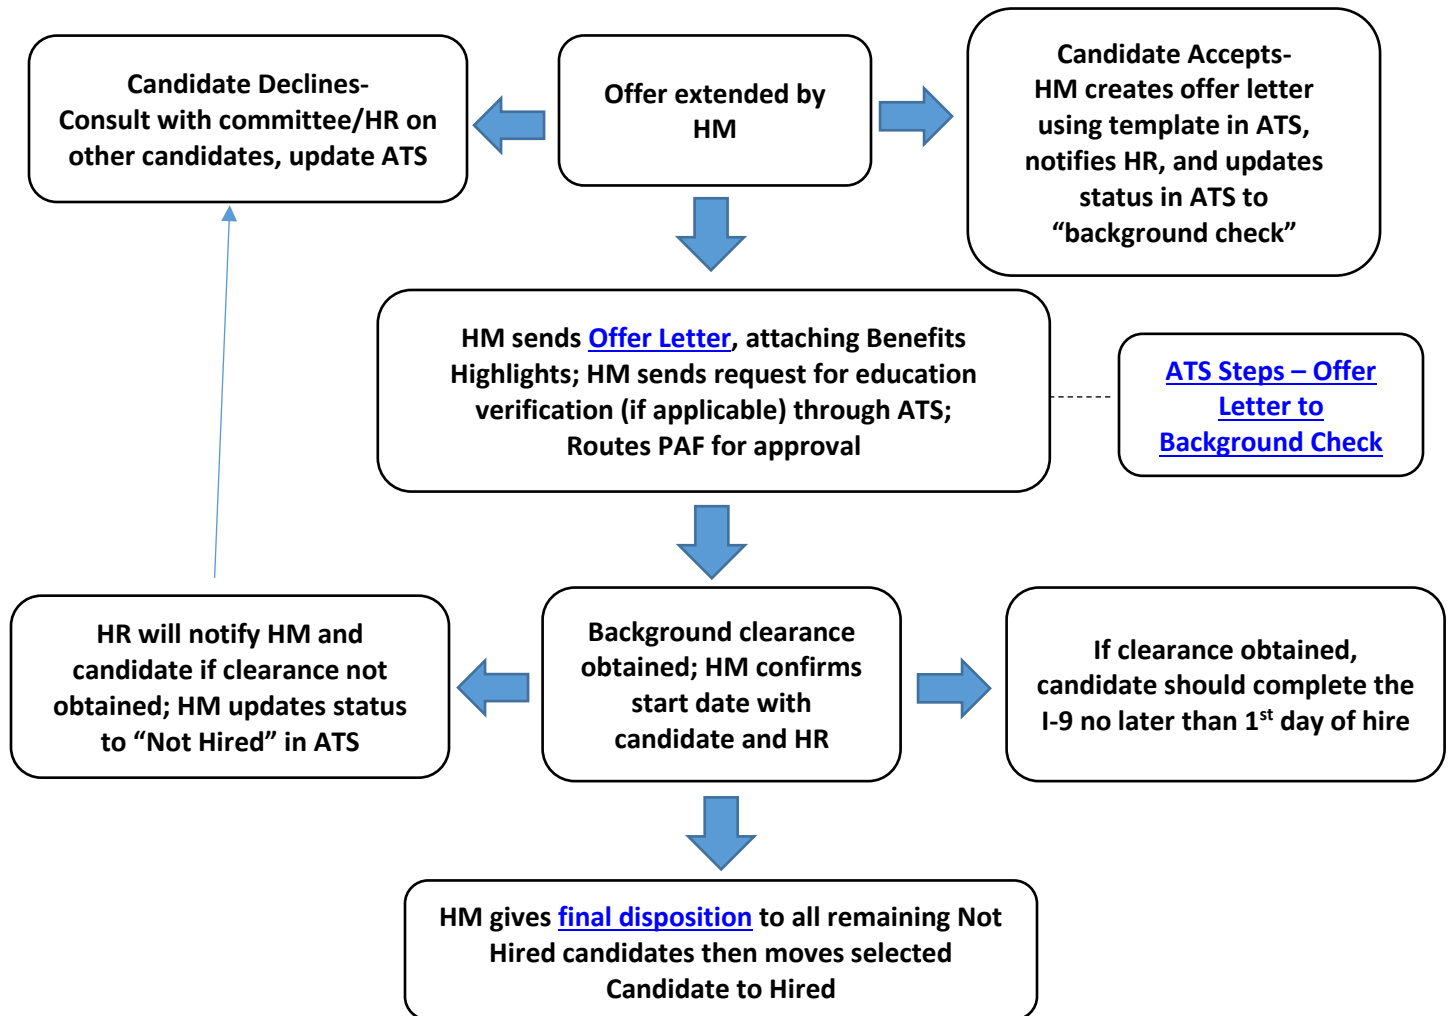 Candidate Declines-
Consult with committee/HR on
other candidates, update ATS
Offer extended by
HM
Candidate Accepts-
HM creates offer letter
using template in ATS,
notifies HR, and updates
status in ATS to
“background check”
HM sends Offer Letter, attaching Benefits
Highlights; HM sends request for education
verification (if applicable) through ATS;
Routes PAF for approval
ATS Steps – Offer
Letter to
Background Check
HR will notify HM and
candidate if clearance not
obtained; HM updates status
to “Not Hired” in ATS
Background clearance
obtained; HM confirms
start date with
candidate and HR
If clearance obtained,
candidate should complete the
I-9 no later than 1st day of hire
HM gives final disposition to all remaining Not
Hired candidates then moves selected
Candidate to Hired